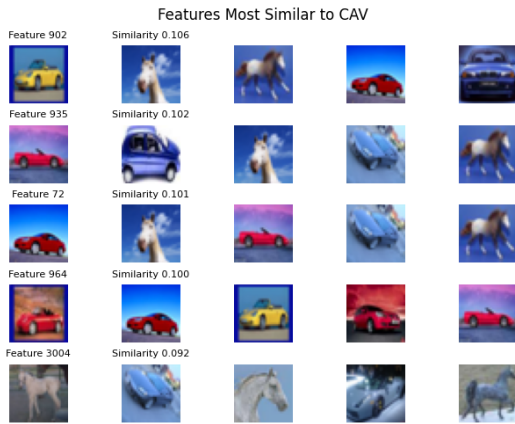 Features Most Similar to CAV
Feature 902 Similarity 0.106
Feature 935 Similarity 0.102
Feature 72 Similarity 0.101
Feature 964 Similarity 0.100
Feature 3004 Similarity 0.092